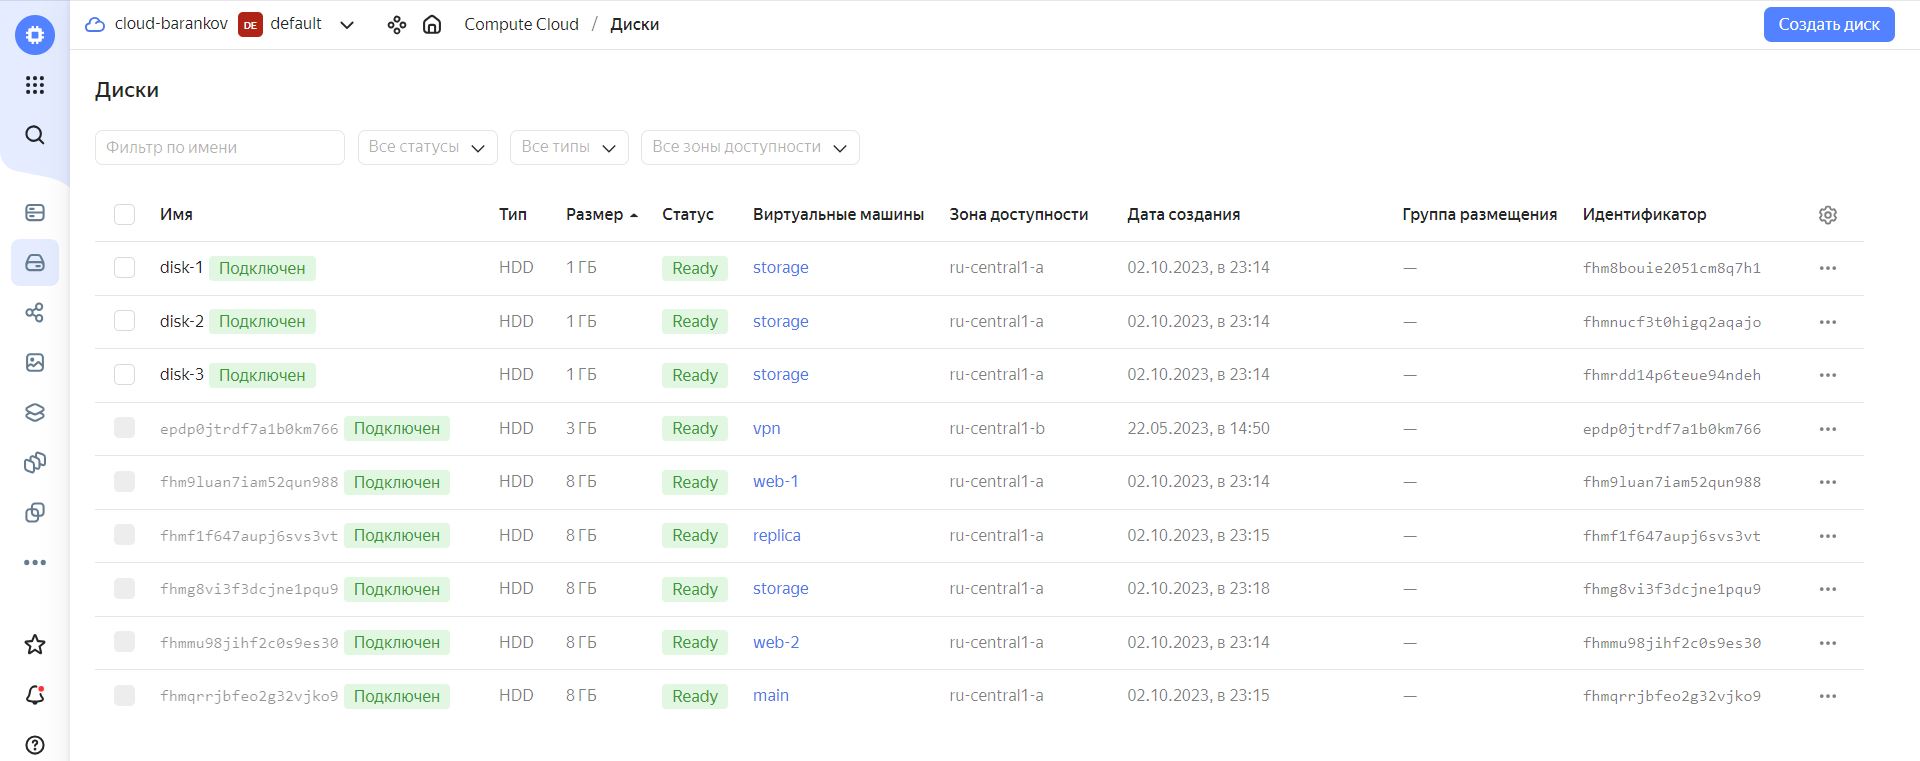 cloud-barankov DE default Compute Cloud / Диски Создать диск
Диски
Фильтр по имени Все статусы Все типы Все зоны доступности
Имя Тип Размер Статус Виртуальные машины Зона доступности Дата создания Группа размещения Идентификатор
disk-1 Подключен HDD 1 ГБ Ready storage ru-central1-a 02.10.2023, в 23:14 — fhm8bouie2051cm8q7h1
disk-2 Подключен HDD 1 ГБ Ready storage ru-central1-a 02.10.2023, в 23:14 — fhmnucf3t0higq2aqajo
disk-3 Подключен HDD 1 ГБ Ready storage ru-central1-a 02.10.2023, в 23:14 — fhmrdd14p6teue94ndeh
epdp0jtrdf7a1b0km766 Подключен HDD 3 ГБ Ready vpn ru-central1-b 22.05.2023, в 14:50 — epdp0jtrdf7a1b0km766
fhm9luan7iam52qun988 Подключен HDD 8 ГБ Ready web-1 ru-central1-a 02.10.2023, в 23:14 — fhm9luan7iam52qun988
fhmf1f647aupj6svs3vt Подключен HDD 8 ГБ Ready replica ru-central1-a 02.10.2023, в 23:15 — fhmf1f647aupj6svs3vt
fhmg8vi3f3dcjne1pqu9 Подключен HDD 8 ГБ Ready storage ru-central1-a 02.10.2023, в 23:18 — fhmg8vi3f3dcjne1pqu9
fhmmu98jihf2c0s9es30 Подключен HDD 8 ГБ Ready web-2 ru-central1-a 02.10.2023, в 23:14 — fhmmu98jihf2c0s9es30
fhmqrrjbfeo2g32vjko9 Подключен HDD 8 ГБ Ready main ru-central1-a 02.10.2023, в 23:15 — fhmqrrjbfeo2g32vjko9